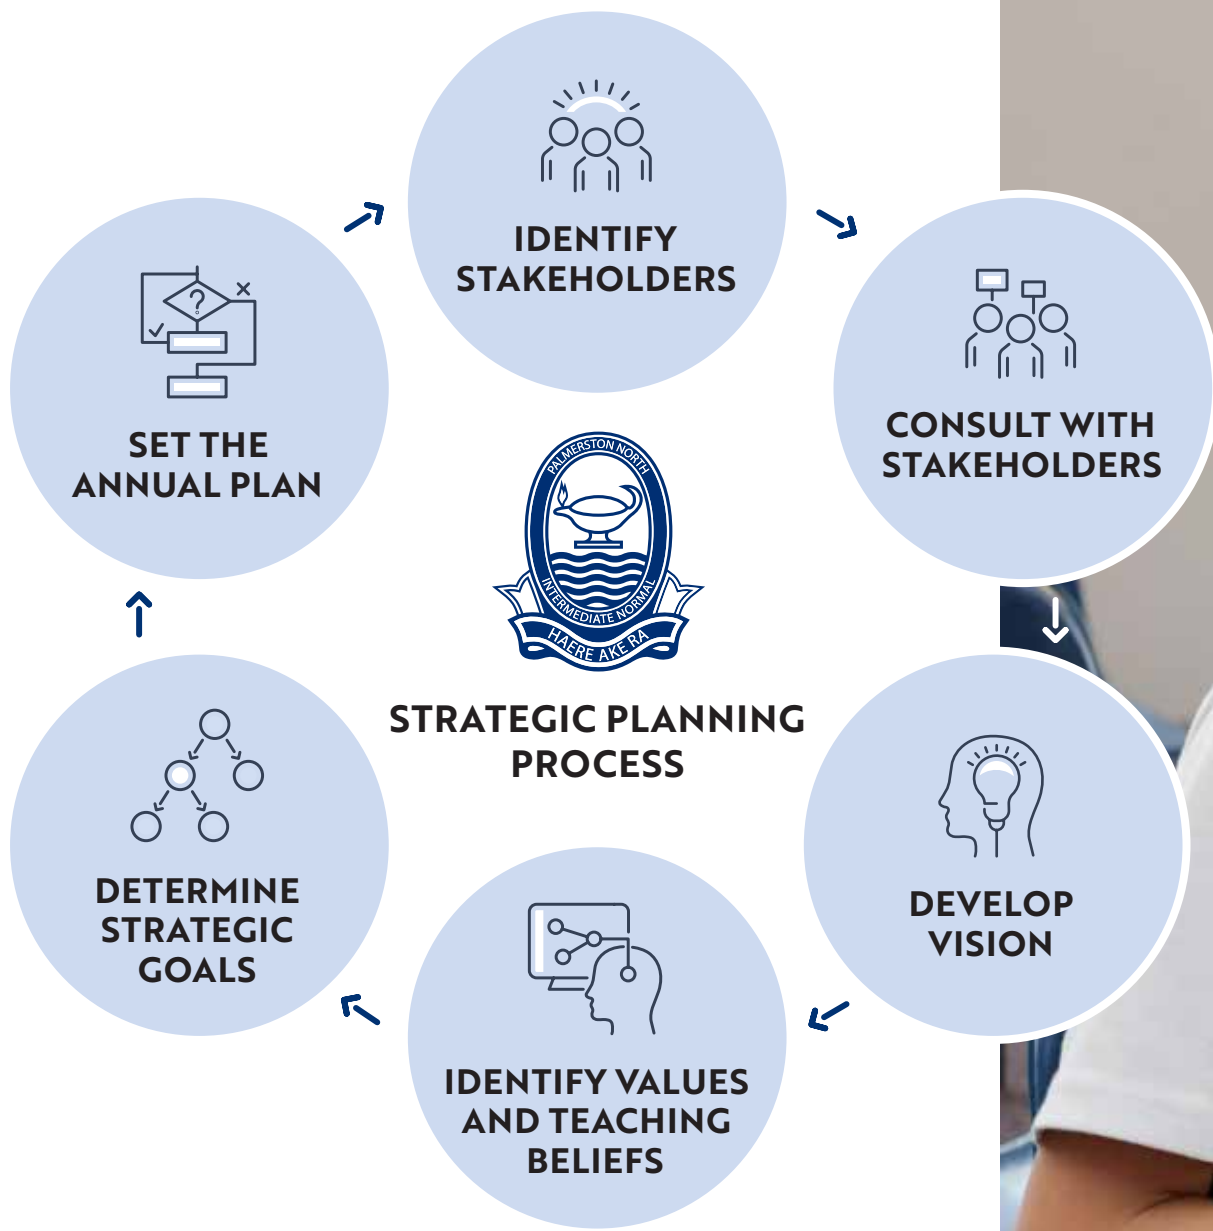 IDENTIFY
STAKEHOLDERS
CONSULT WITH
STAKEHOLDERS
DEVELOP
VISION
IDENTIFY VALUES
AND TEACHING
BELIEFS
DETERMINE
STRATEGIC
GOALS
SET THE
ANNUAL PLAN
?
PALMERSTON NORTH
INTERMEDIATE NORMAL
HAERE AKE RA
STRATEGIC PLANNING
PROCESS